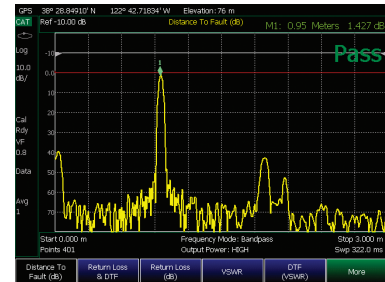 GPS 38° 28.84910' N 122° 42.71834' W Elevation: 76 m
CAT Ref -10.00 dB Distance To Fault (dB) M1: 0.95 Meters 1.427 dB
Log -10 Pass
10.0 0.0
dB/ 10
20
Cal 30
Rdy
VF 40
0.8
Data 50
Avg 60
1 70
1
Start 0.000 m Frequency Mode: Bandpass Stop 3.000 m
Points 401 Output Power: HIGH Swp 322.0 ms
Distance To Fault (dB) Return Loss & DTF Return Loss (dB) VSWR DTF (VSWR) More